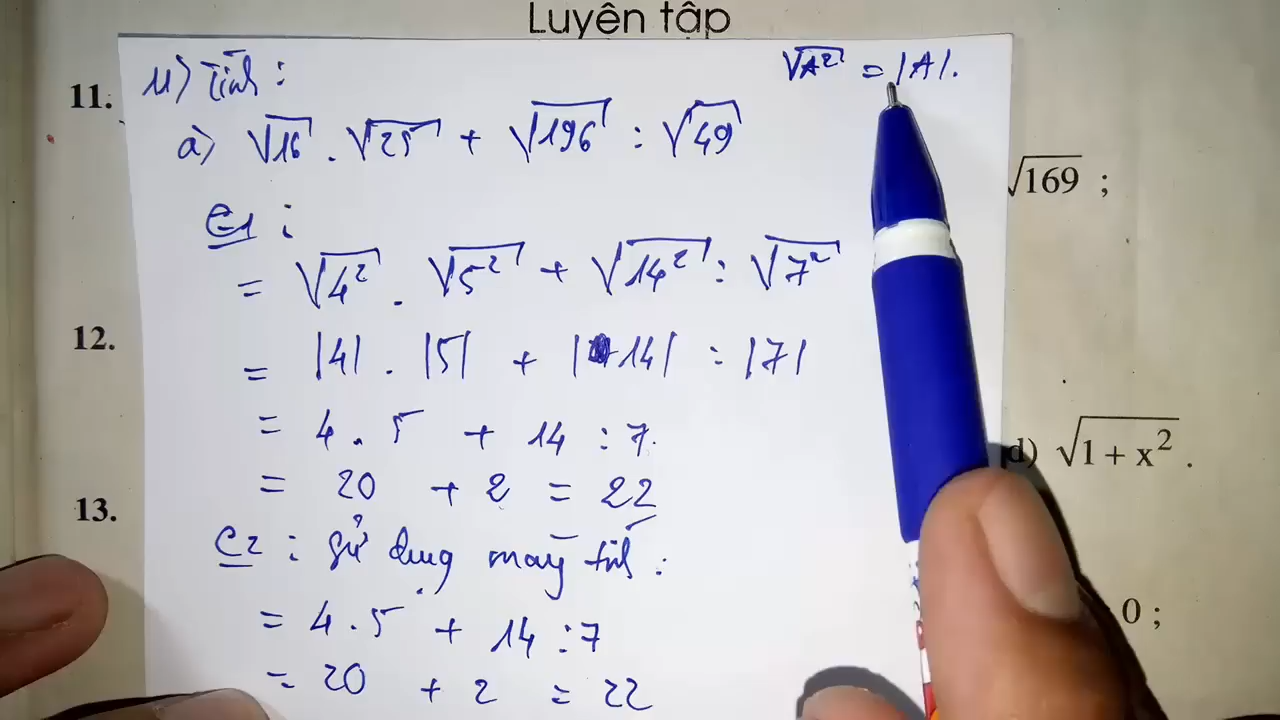 Luyện tập
11.
11) Tính :
√A² = |A|.
a) √16 . √25 + √196 : √49
√169 ;
C1 :
= √4² . √5² + √14² : √7²
12.
= |4| . |5| + |14| : |7|
= 4 . 5 + 14 : 7
d) √1 + x² .
= 20 + 2 = 22
13.
C2 : sử dụng máy tính :
= 4 . 5 + 14 : 7
0 ;
= 20 + 2 = 22